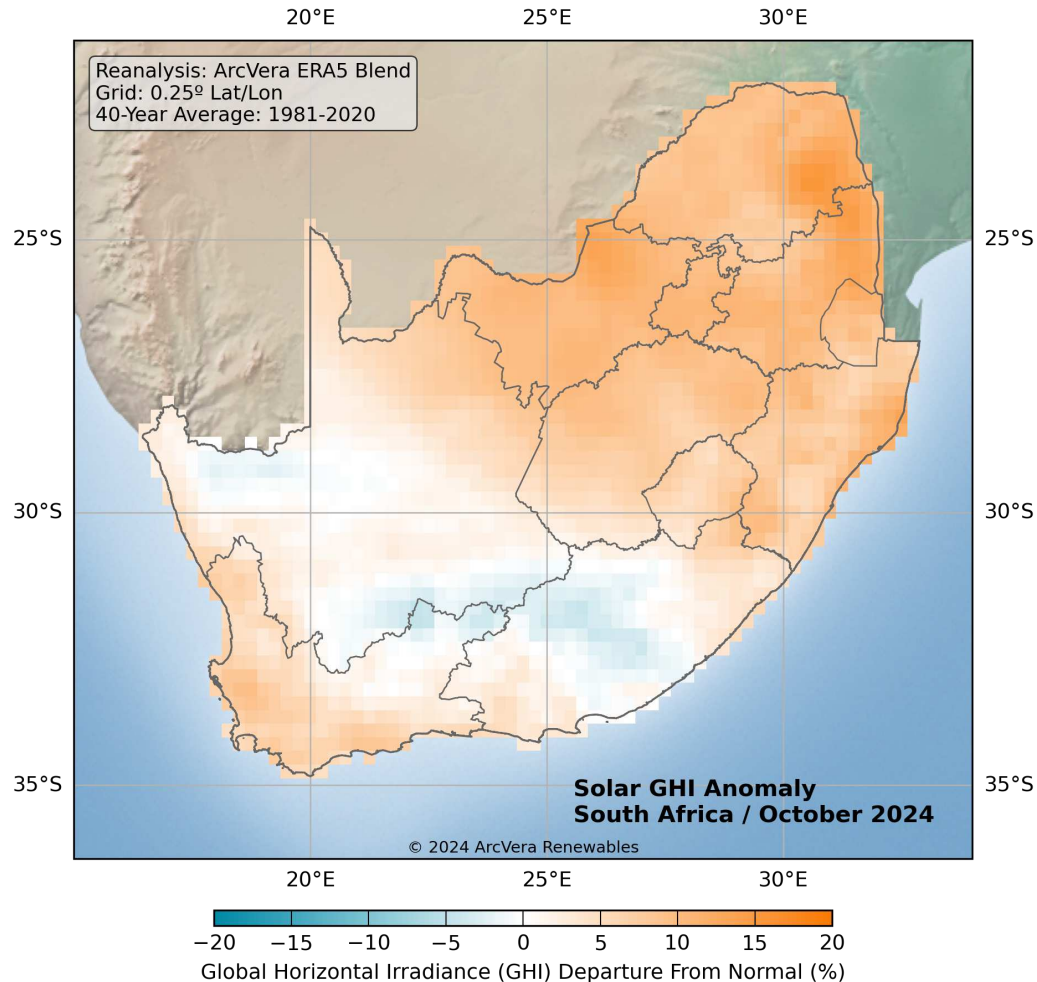 20°E 25°E 30°E
Reanalysis: ArcVera ERA5 Blend
Grid: 0.25º Lat/Lon
40-Year Average: 1981-2020
25°S 25°S
30°S 30°S
35°S 35°S
Solar GHI Anomaly
South Africa / October 2024
© 2024 ArcVera Renewables
20°E 25°E 30°E
−20 −15 −10 −5 0 5 10 15 20
Global Horizontal Irradiance (GHI) Departure From Normal (%)